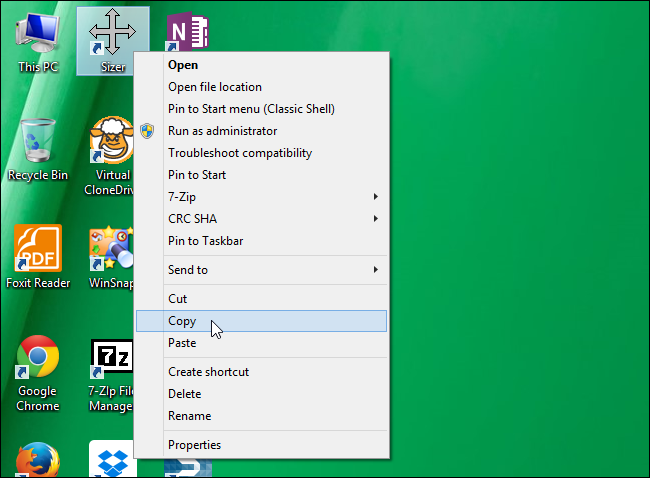 This PC
Sizer
N
Open
Open file location
Pin to Start menu (Classic Shell)
Run as administrator
Troubleshoot compatibility
Pin to Start
7-Zip
CRC SHA
Pin to Taskbar
Send to
Cut
Copy
Paste
Create shortcut
Delete
Rename
Properties
Recycle Bin
Virtual
CloneDriv
PDF
Foxit Reader
WinSnap
Google
Chrome
7z
7-ZIp File
Manage